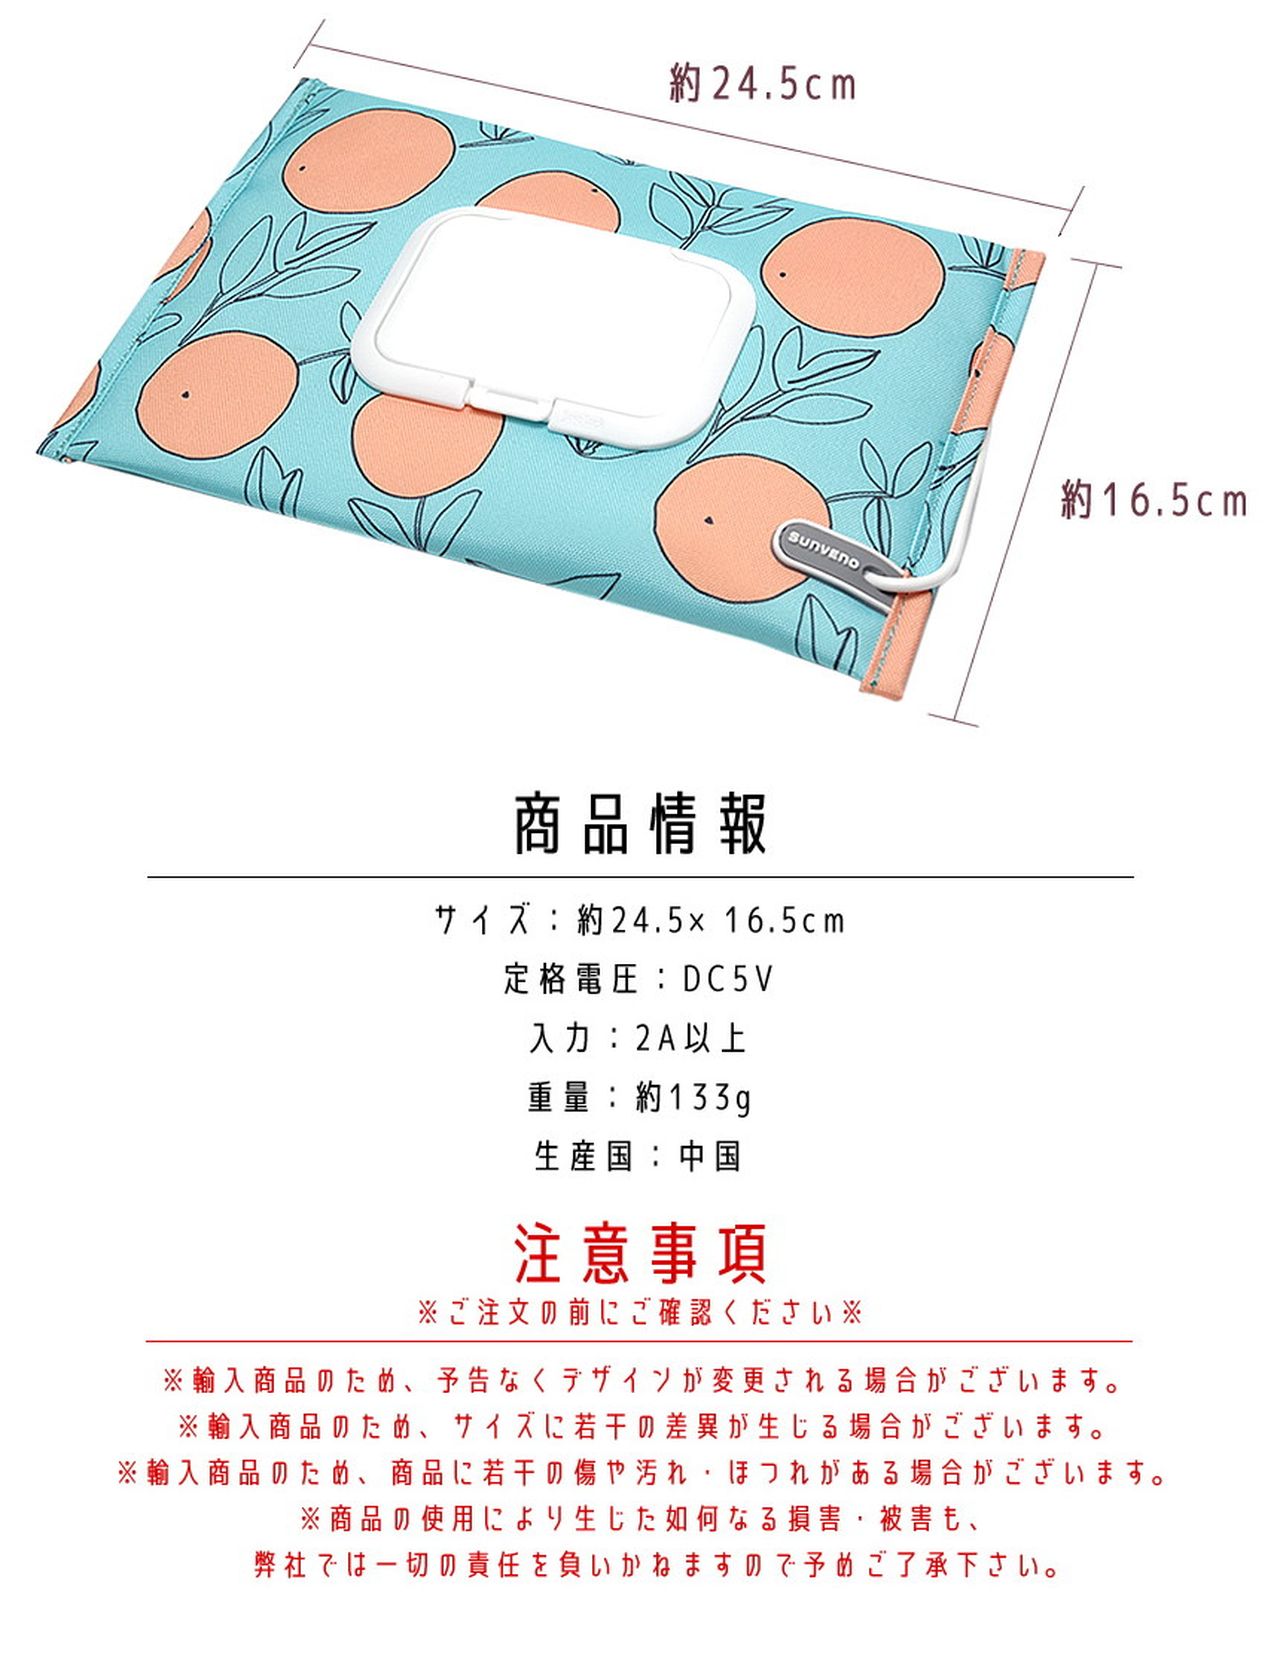 約24.5cm
約16.5cm
sunveno
商品情報
サイズ：約24.5× 16.5cm
定格電圧：DC5V
入力：2A以上
重量：約133g
生産国：中国
注意事項
※ご注文の前にご確認ください※
※輸入商品のため、予告なくデザインが変更される場合がございます。
※輸入商品のため、サイズに若干の差異が生じる場合がございます。
※輸入商品のため、商品に若干の傷や汚れ・ほつれがある場合がございます。
※商品の使用により生じた如何なる損害・被害も、
弊社では一切の責任を負いかねますので予めご了承下さい。